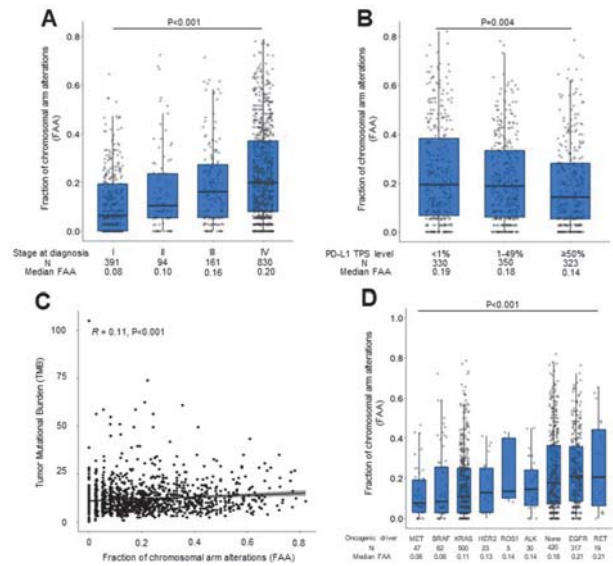 A
P<0.001
Fraction of chromosomal arm alterations
(FAA)
0.8
0.6
0.4
0.2
0.0
Stage at diagnosis I II III IV
N 391 94 161 830
Median FAA 0.08 0.10 0.16 0.20
B
P=0.004
Fraction of chromosomal arm alterations
(FAA)
0.8
0.6
0.4
0.2
0.0
PD-L1 TPS level <1% 1-49% ≥50%
N 330 350 323
Median FAA 0.19 0.18 0.14
C
R = 0.11, P<0.001
Tumor Mutational Burden (TMB)
100
75
50
25
0
0 0.2 0.4 0.6 0.8
Fraction of chromosomal arm alterations (FAA)
D
P<0.001
Fraction of chromosomal arm alterations
(FAA)
1.0
0.8
0.6
0.4
0.2
0.0
Oncogenic driver MET BRAF KRAS HER2 ROS1 ALK None EGFR RET
N 47 62 500 23 5 30 420 317 19
Median FAA 0.08 0.08 0.11 0.13 0.14 0.14 0.18 0.21 0.21